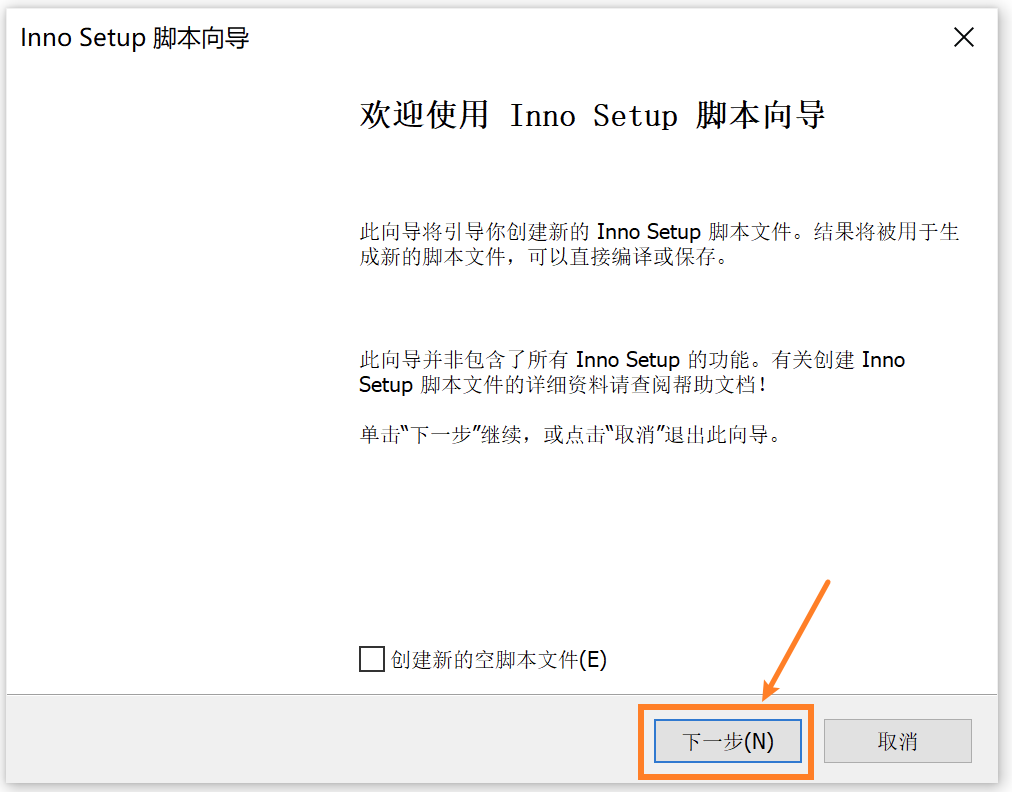 Inno Setup 脚本向导
欢迎使用 Inno Setup 脚本向导
此向导将引导你创建新的 Inno Setup 脚本文件。结果将被用于生
成新的脚本文件，可以直接编译或保存。
此向导并非包含了所有 Inno Setup 的功能。有关创建 Inno
Setup 脚本文件的详细资料请查阅帮助文档！
单击“下一步”继续，或点击“取消”退出此向导。
创建新的空脚本文件(E)
下一步(N)
取消